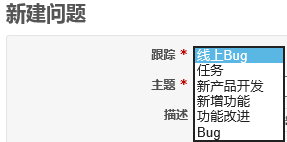 新建问题
跟踪 * 线上Bug
任务
主题 * 新产品开发
新增功能
描述 功能改进
Bug